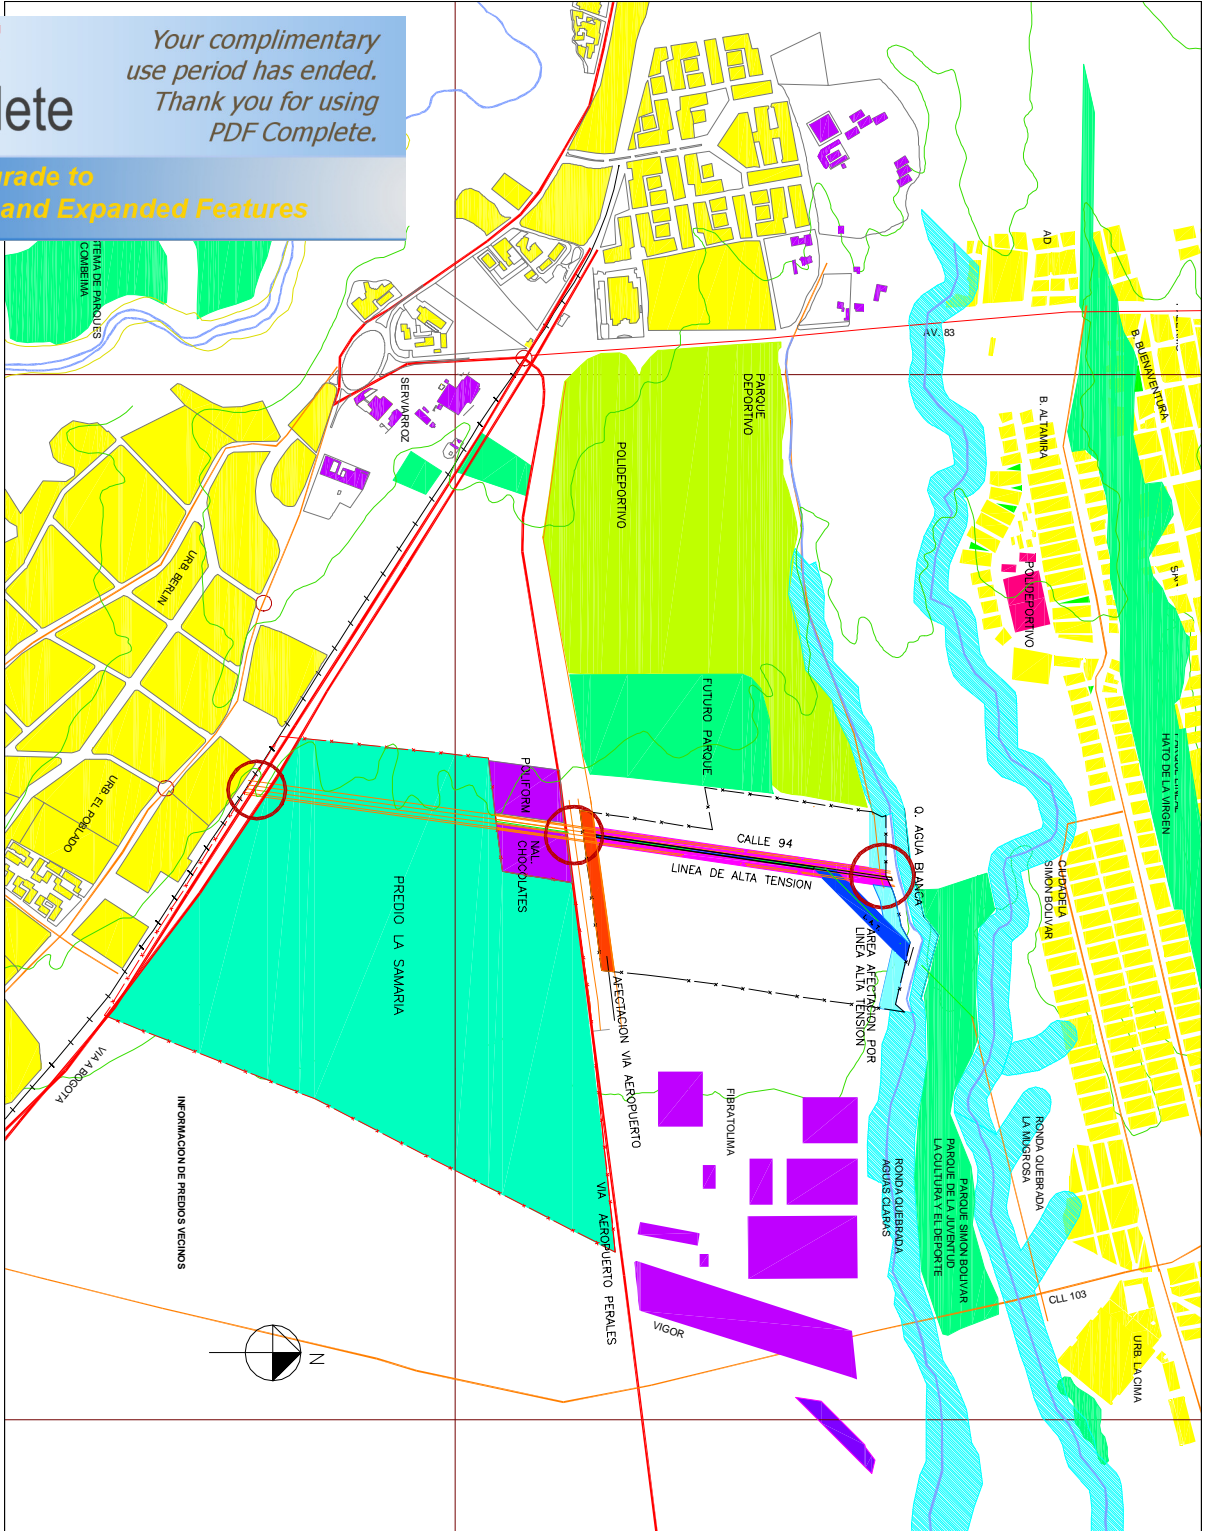 Your complimentary
use period has ended.
Thank you for using
PDF Complete.
lete
rade to
and Expanded Features
STEMA DE PARQUES
COMBEIMA
SERVIARROZ
PARQUE
DEPORTIVO
POLIDEPORTIVO
AV. 83
AD
B. BUENAVENTURA
B. ALTAMIRA
POLIDEPORTIVO
HATO DE LA VIRGEN
URB. BERLIN
URB. EL POBLADO
FUTURO PARQUE
POLIFORM
NAL.
CHOCOLATES
CALLE 94
LINEA DE ALTA TENSION
Q. AGUA BLANCA
CIUDADELA
SIMON BOLIVAR
PREDIO LA SAMARIA
AREA AFECTACION POR
LINEA ALTA TENSION
AFECTACION VIA AEROPUERTO
VIA A BOGOTA
INFORMACION DE PREDIOS VECINOS
FIBRATOLIMA
RONDA QUEBRADA
AGUAS CLARAS
PARQUE SIMON BOLIVAR
PARQUE DE LA JUVENTUD
LA CULTURA Y EL DEPORTE
RONDA QUEBRADA
LA MUGROSA
VIA AEROPUERTO PERALES
VIGOR
CLL 103
URB. LA CIMA
N